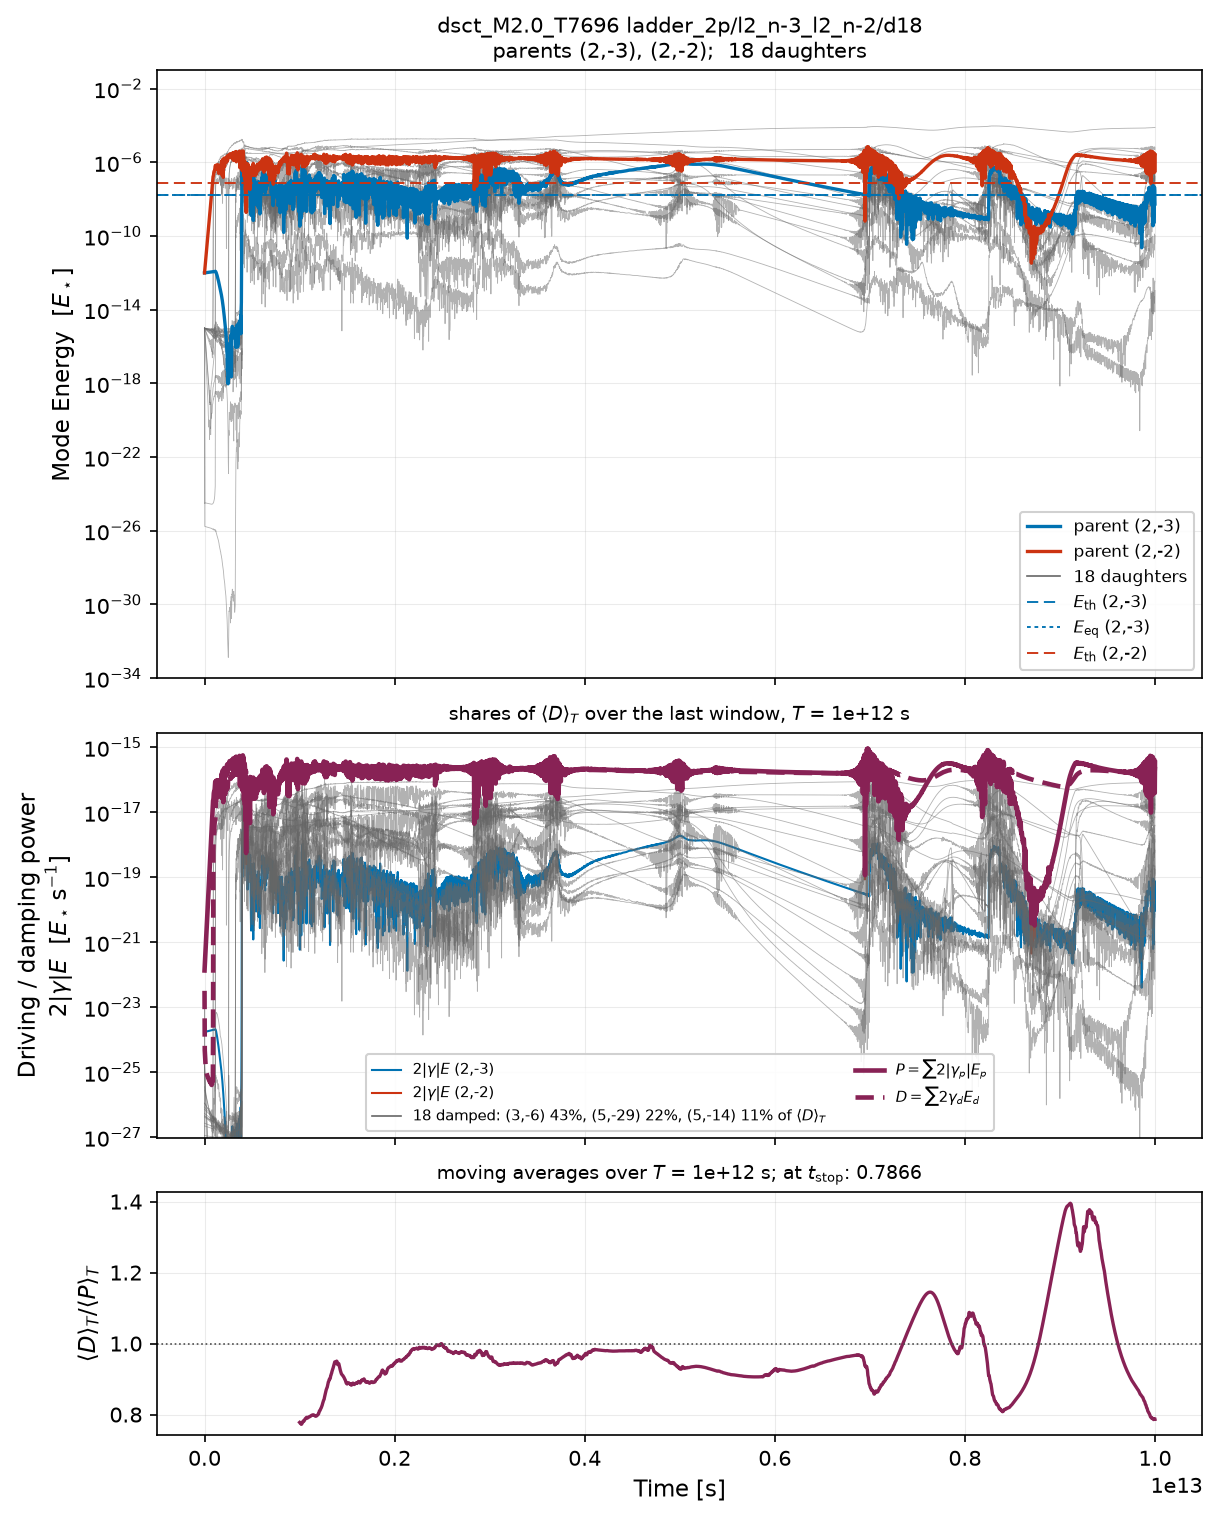 dsct_M2.0_T7696 ladder_2p/l2_n-3_l2_n-2/d18
parents (2,-3), (2,-2);  18 daughters
Mode Energy  [E⋆]
10⁻²
10⁻⁶
10⁻¹⁰
10⁻¹⁴
10⁻¹⁸
10⁻²²
10⁻²⁶
10⁻³⁰
10⁻³⁴
parent (2,-3)
parent (2,-2)
18 daughters
E_th (2,-3)
E_eq (2,-3)
E_th (2,-2)
shares of ⟨D⟩_T over the last window, T = 1e+12 s
Driving / damping power
2|γ|E  [E⋆ s⁻¹]
10⁻¹⁵
10⁻¹⁷
10⁻¹⁹
10⁻²¹
10⁻²³
10⁻²⁵
10⁻²⁷
2|γ|E (2,-3)
2|γ|E (2,-2)
18 damped: (3,-6) 43%, (5,-29) 22%, (5,-14) 11% of ⟨D⟩_T
P = ∑2|γ_p|E_p
D = ∑2γ_d E_d
moving averages over T = 1e+12 s; at t_stop: 0.7866
⟨D⟩_T/⟨P⟩_T
1.4
1.2
1.0
0.8
0.0 0.2 0.4 0.6 0.8 1.0
1e13
Time [s]